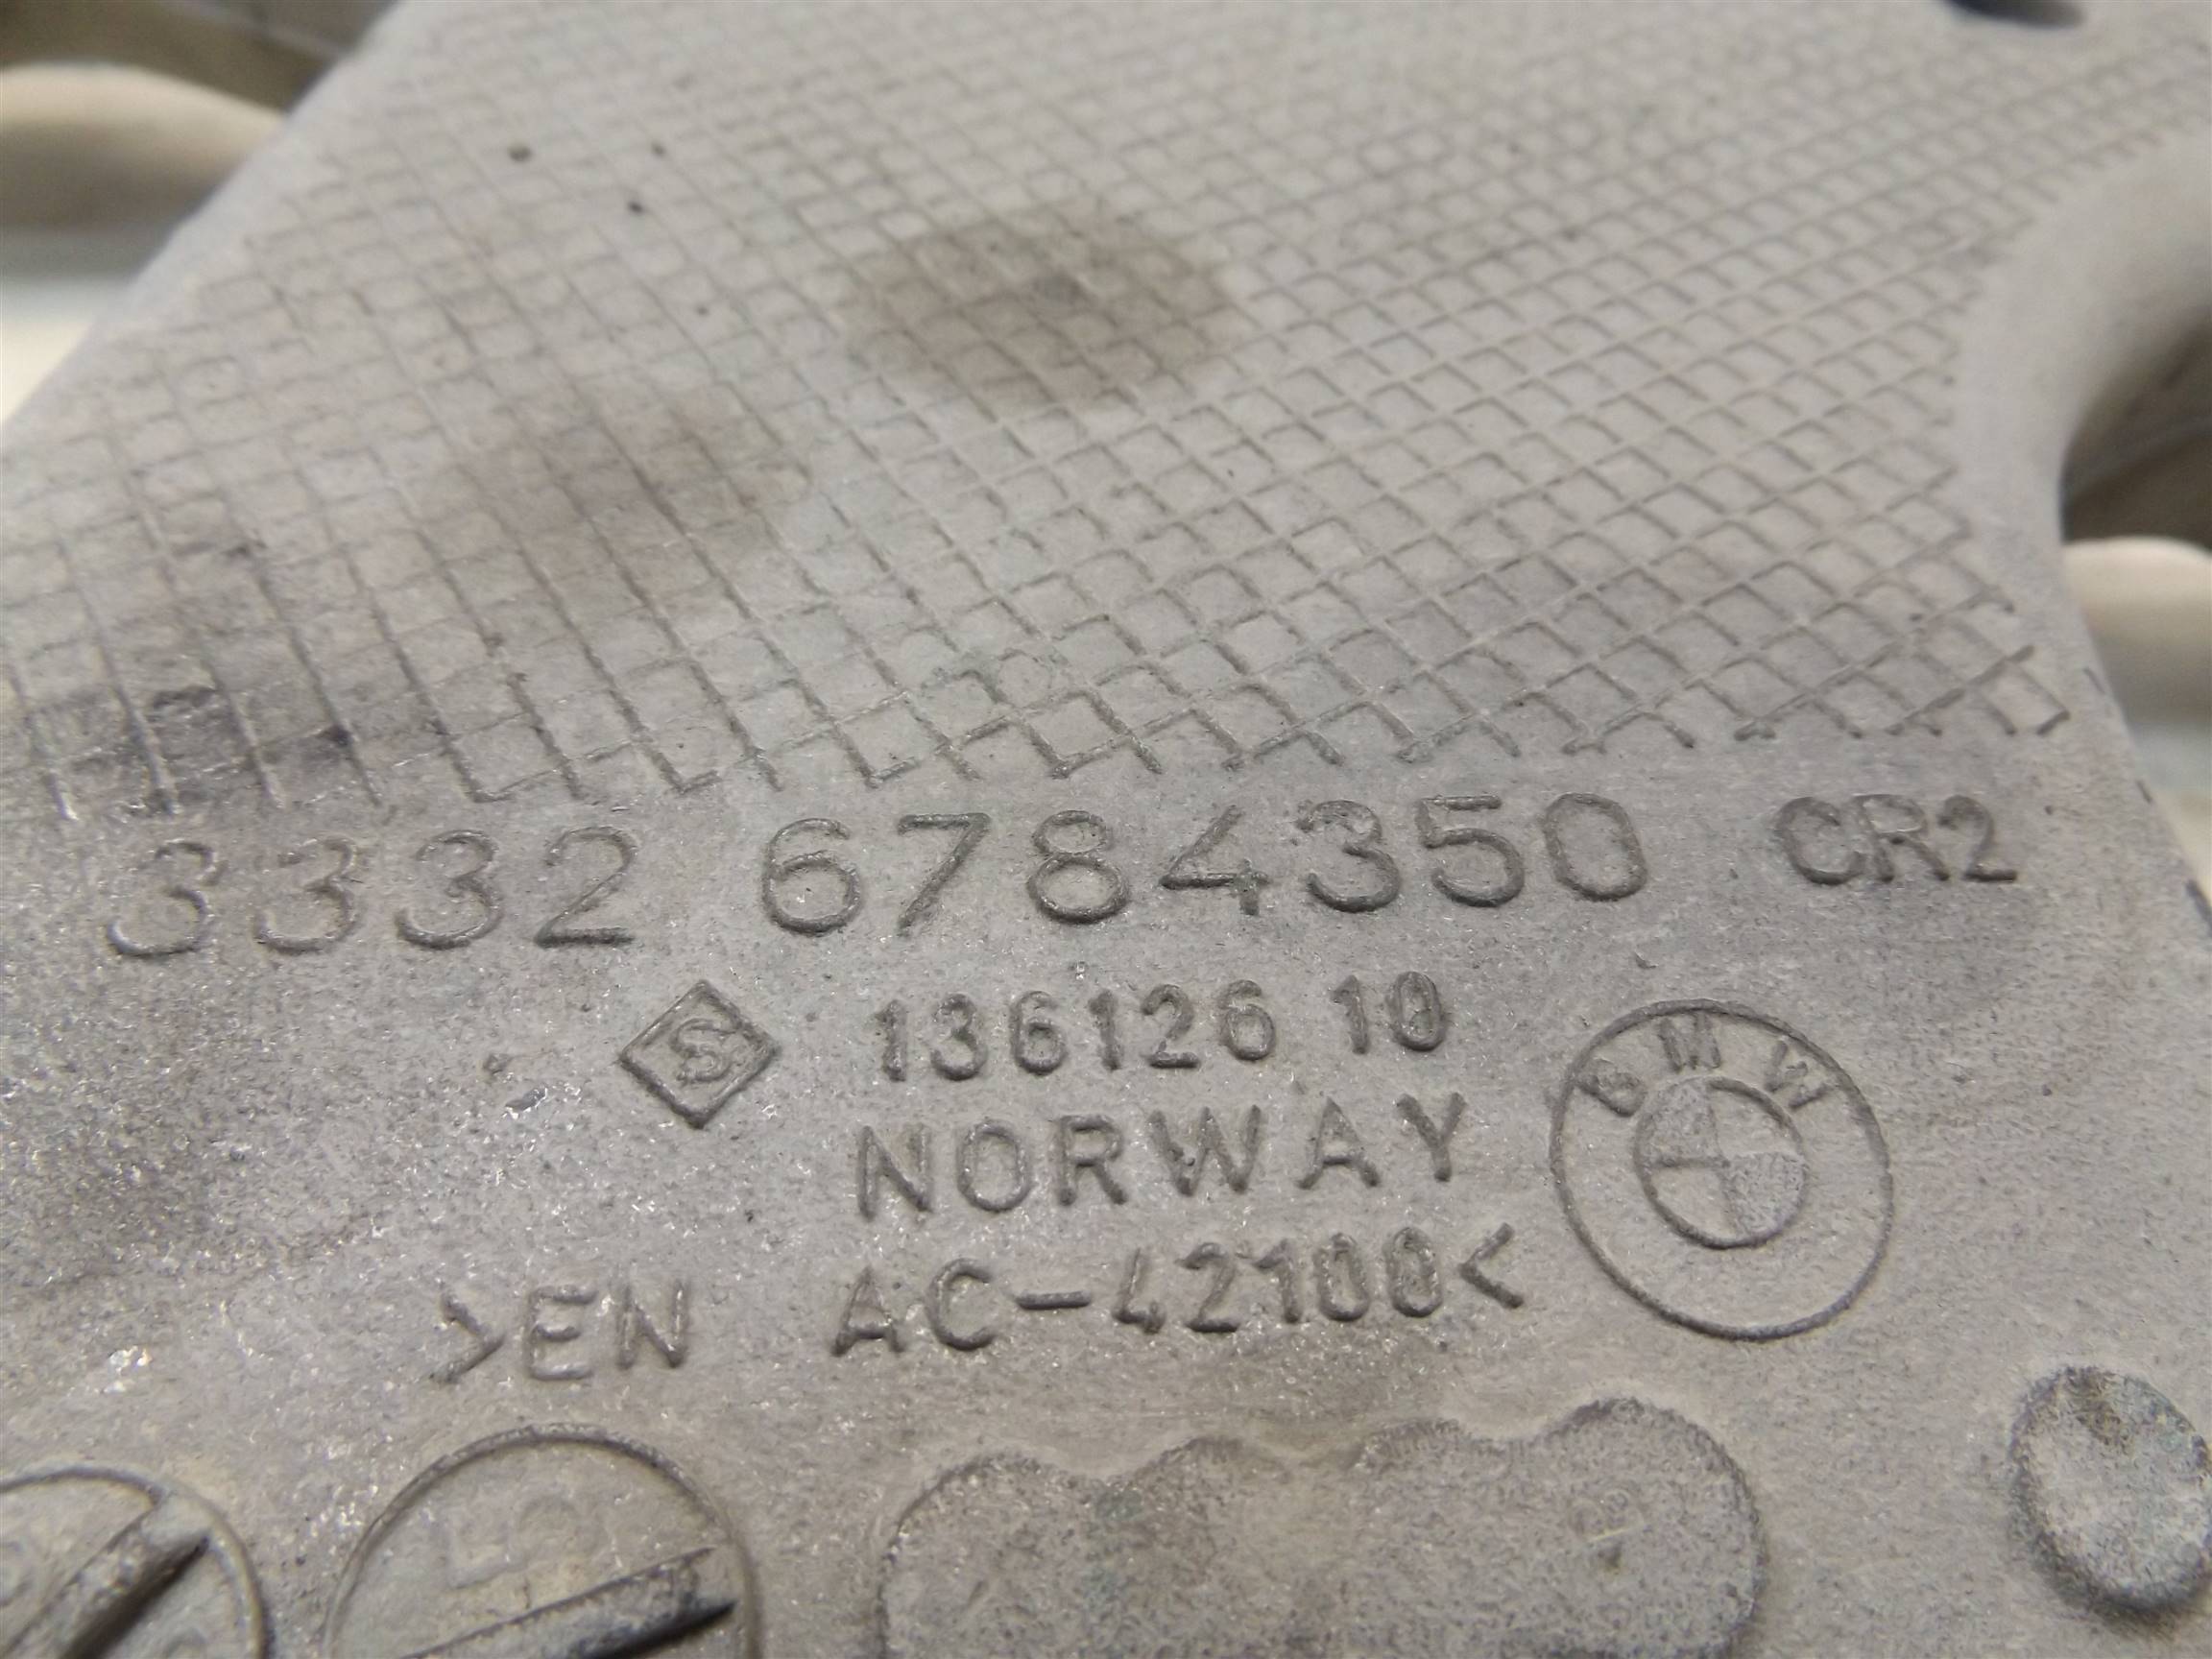 3332 6784350 CR2
S 136126 10
NORWAY
BMW
>EN AC-42100<